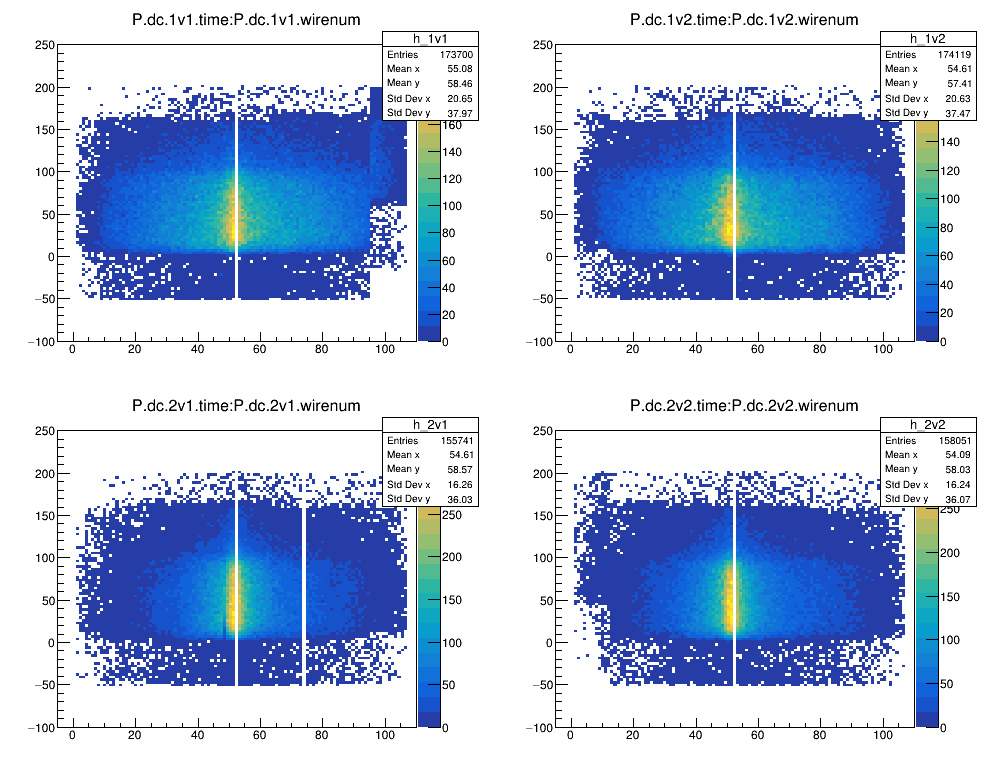 P.dc.1v1.time:P.dc.1v1.wirenum
h_1v1
Entries 173700
Mean x 55.08
Mean y 58.46
Std Dev x 20.65
Std Dev y 37.97
250
200
150
100
50
0
−50
−100
0 20 40 60 80 100
160
140
120
100
80
60
40
20
0
P.dc.1v2.time:P.dc.1v2.wirenum
h_1v2
Entries 174119
Mean x 54.61
Mean y 57.41
Std Dev x 20.63
Std Dev y 37.47
250
200
150
100
50
0
−50
−100
0 20 40 60 80 100
140
120
100
80
60
40
20
0
P.dc.2v1.time:P.dc.2v1.wirenum
h_2v1
Entries 155741
Mean x 54.61
Mean y 58.57
Std Dev x 16.26
Std Dev y 36.03
250
200
150
100
50
0
−50
−100
0 20 40 60 80 100
250
200
150
100
50
0
P.dc.2v2.time:P.dc.2v2.wirenum
h_2v2
Entries 158051
Mean x 54.09
Mean y 58.03
Std Dev x 16.24
Std Dev y 36.07
250
200
150
100
50
0
−50
−100
0 20 40 60 80 100
250
200
150
100
50
0